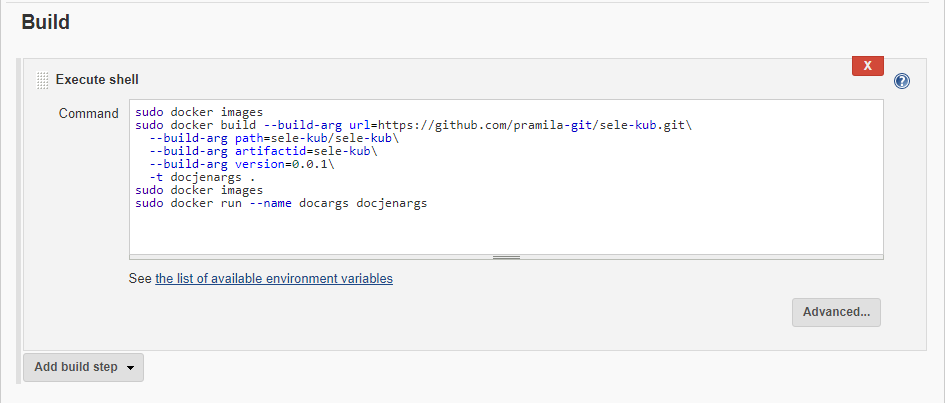 Build
Execute shell
X
?
Command
sudo docker images
sudo docker build --build-arg url=https://github.com/pramila-git/sele-kub.git\
--build-arg path=sele-kub/sele-kub\
--build-arg artifactid=sele-kub\
--build-arg version=0.0.1\
-t docjenargs .
sudo docker images
sudo docker run --name docargs docjenargs
See the list of available environment variables
Advanced...
Add build step